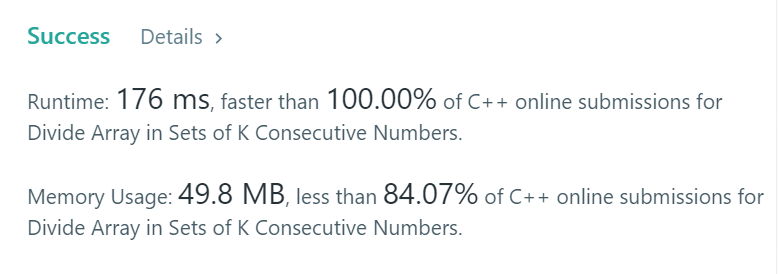 Success Details >
Runtime: 176 ms, faster than 100.00% of C++ online submissions for
Divide Array in Sets of K Consecutive Numbers.
Memory Usage: 49.8 MB, less than 84.07% of C++ online submissions for
Divide Array in Sets of K Consecutive Numbers.